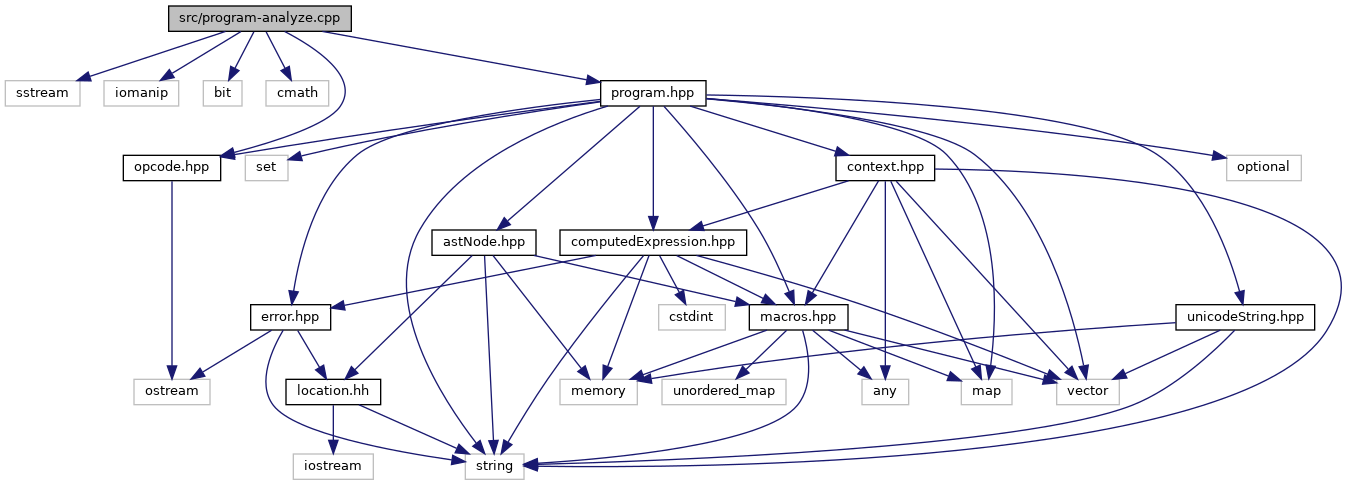 src/program-analyze.cpp
sstream
iomanip
bit
cmath
program.hpp
opcode.hpp
set
context.hpp
optional
astNode.hpp
computedExpression.hpp
error.hpp
cstdint
macros.hpp
unicodeString.hpp
ostream
location.hh
memory
unordered_map
any
map
vector
iostream
string